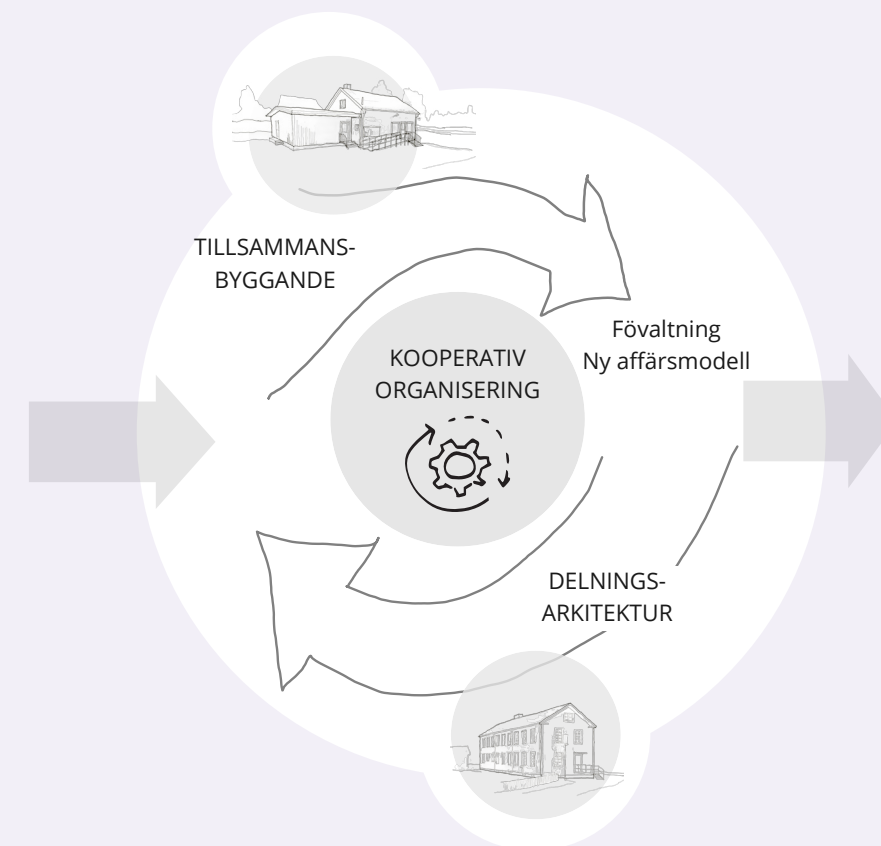 TILLSAMMANS-
BYGGANDE
Fövaltning
Ny affärsmodell
KOOPERATIV
ORGANISERING
DELNINGS-
ARKITEKTUR